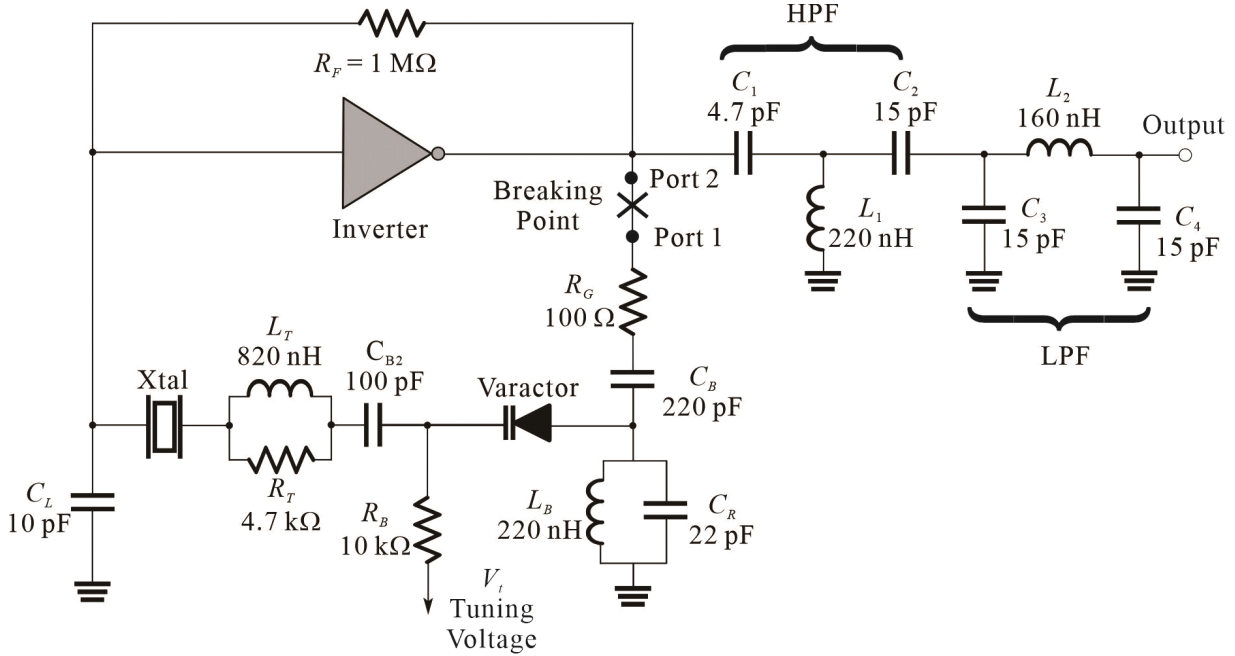 HPF
R_F = 1 MΩ
C_1
4.7 pF
C_2
15 pF
L_2
160 nH
Output
Inverter
Breaking
Point
Port 2
Port 1
L_1
220 nH
C_3
15 pF
C_4
15 pF
LPF
R_G
100 Ω
C_B
220 pF
L_T
820 nH
C_B2
100 pF
Varactor
Xtal
R_T
4.7 kΩ
C_L
10 pF
R_B
10 kΩ
L_B
220 nH
C_R
22 pF
V_t
Tuning
Voltage